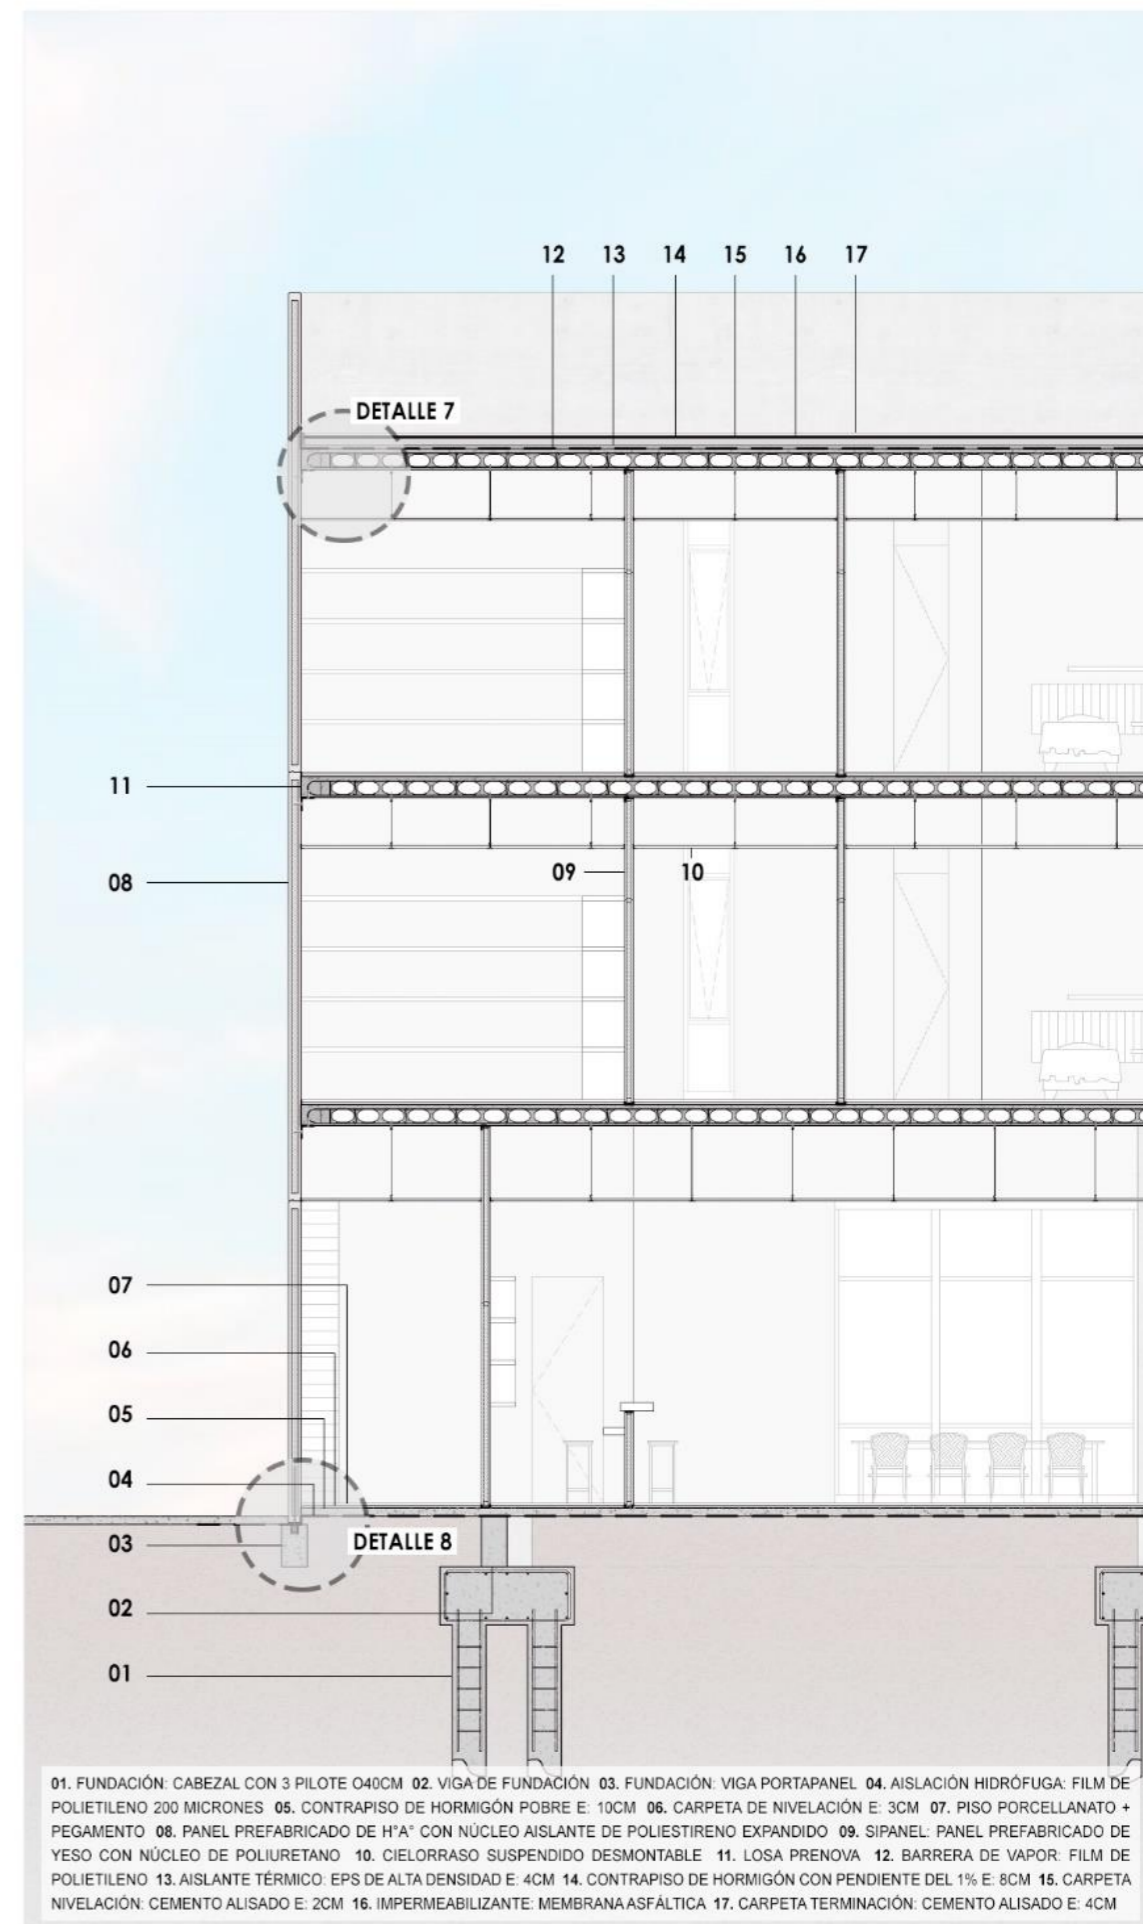 12 13 14 15 16 17
DETALLE 7
11
09 10
08
07
06
05
04
03 DETALLE 8
02
01
01. FUNDACIÓN: CABEZAL CON 3 PILOTE O40CM 02. VIGA DE FUNDACIÓN 03. FUNDACIÓN: VIGA PORTAPANEL 04. AISLACIÓN HIDRÓFUGA: FILM DE
POLIETILENO 200 MICRONES 05. CONTRAPISO DE HORMIGÓN POBRE E: 10CM 06. CARPETA DE NIVELACIÓN E: 3CM 07. PISO PORCELLANATO +
PEGAMENTO 08. PANEL PREFABRICADO DE H°A° CON NÚCLEO AISLANTE DE POLIESTIRENO EXPANDIDO 09. SIPANEL: PANEL PREFABRICADO DE
YESO CON NÚCLEO DE POLIURETANO 10. CIELORRASO SUSPENDIDO DESMONTABLE 11. LOSA PRENOVA 12. BARRERA DE VAPOR: FILM DE
POLIETILENO 13. AISLANTE TÉRMICO: EPS DE ALTA DENSIDAD E: 4CM 14. CONTRAPISO DE HORMIGÓN CON PENDIENTE DEL 1% E: 8CM 15. CARPETA
NIVELACIÓN: CEMENTO ALISADO E: 2CM 16. IMPERMEABILIZANTE: MEMBRANA ASFÁLTICA 17. CARPETA TERMINACIÓN: CEMENTO ALISADO E: 4CM